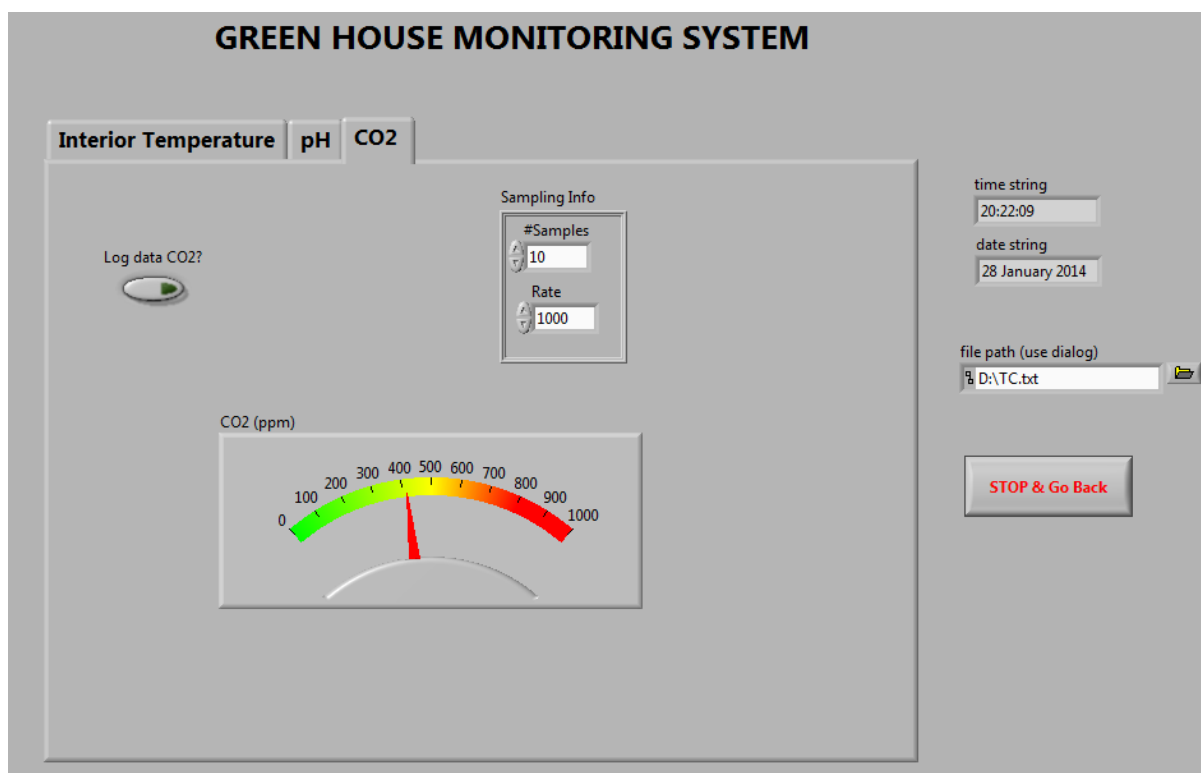 GREEN HOUSE MONITORING SYSTEM
Interior Temperature pH CO2
Log data CO2?
Sampling Info
#Samples
10
Rate
1000
CO2 (ppm)
0 100 200 300 400 500 600 700 800 900 1000
time string
20:22:09
date string
28 January 2014
file path (use dialog)
D:\TC.txt
STOP & Go Back